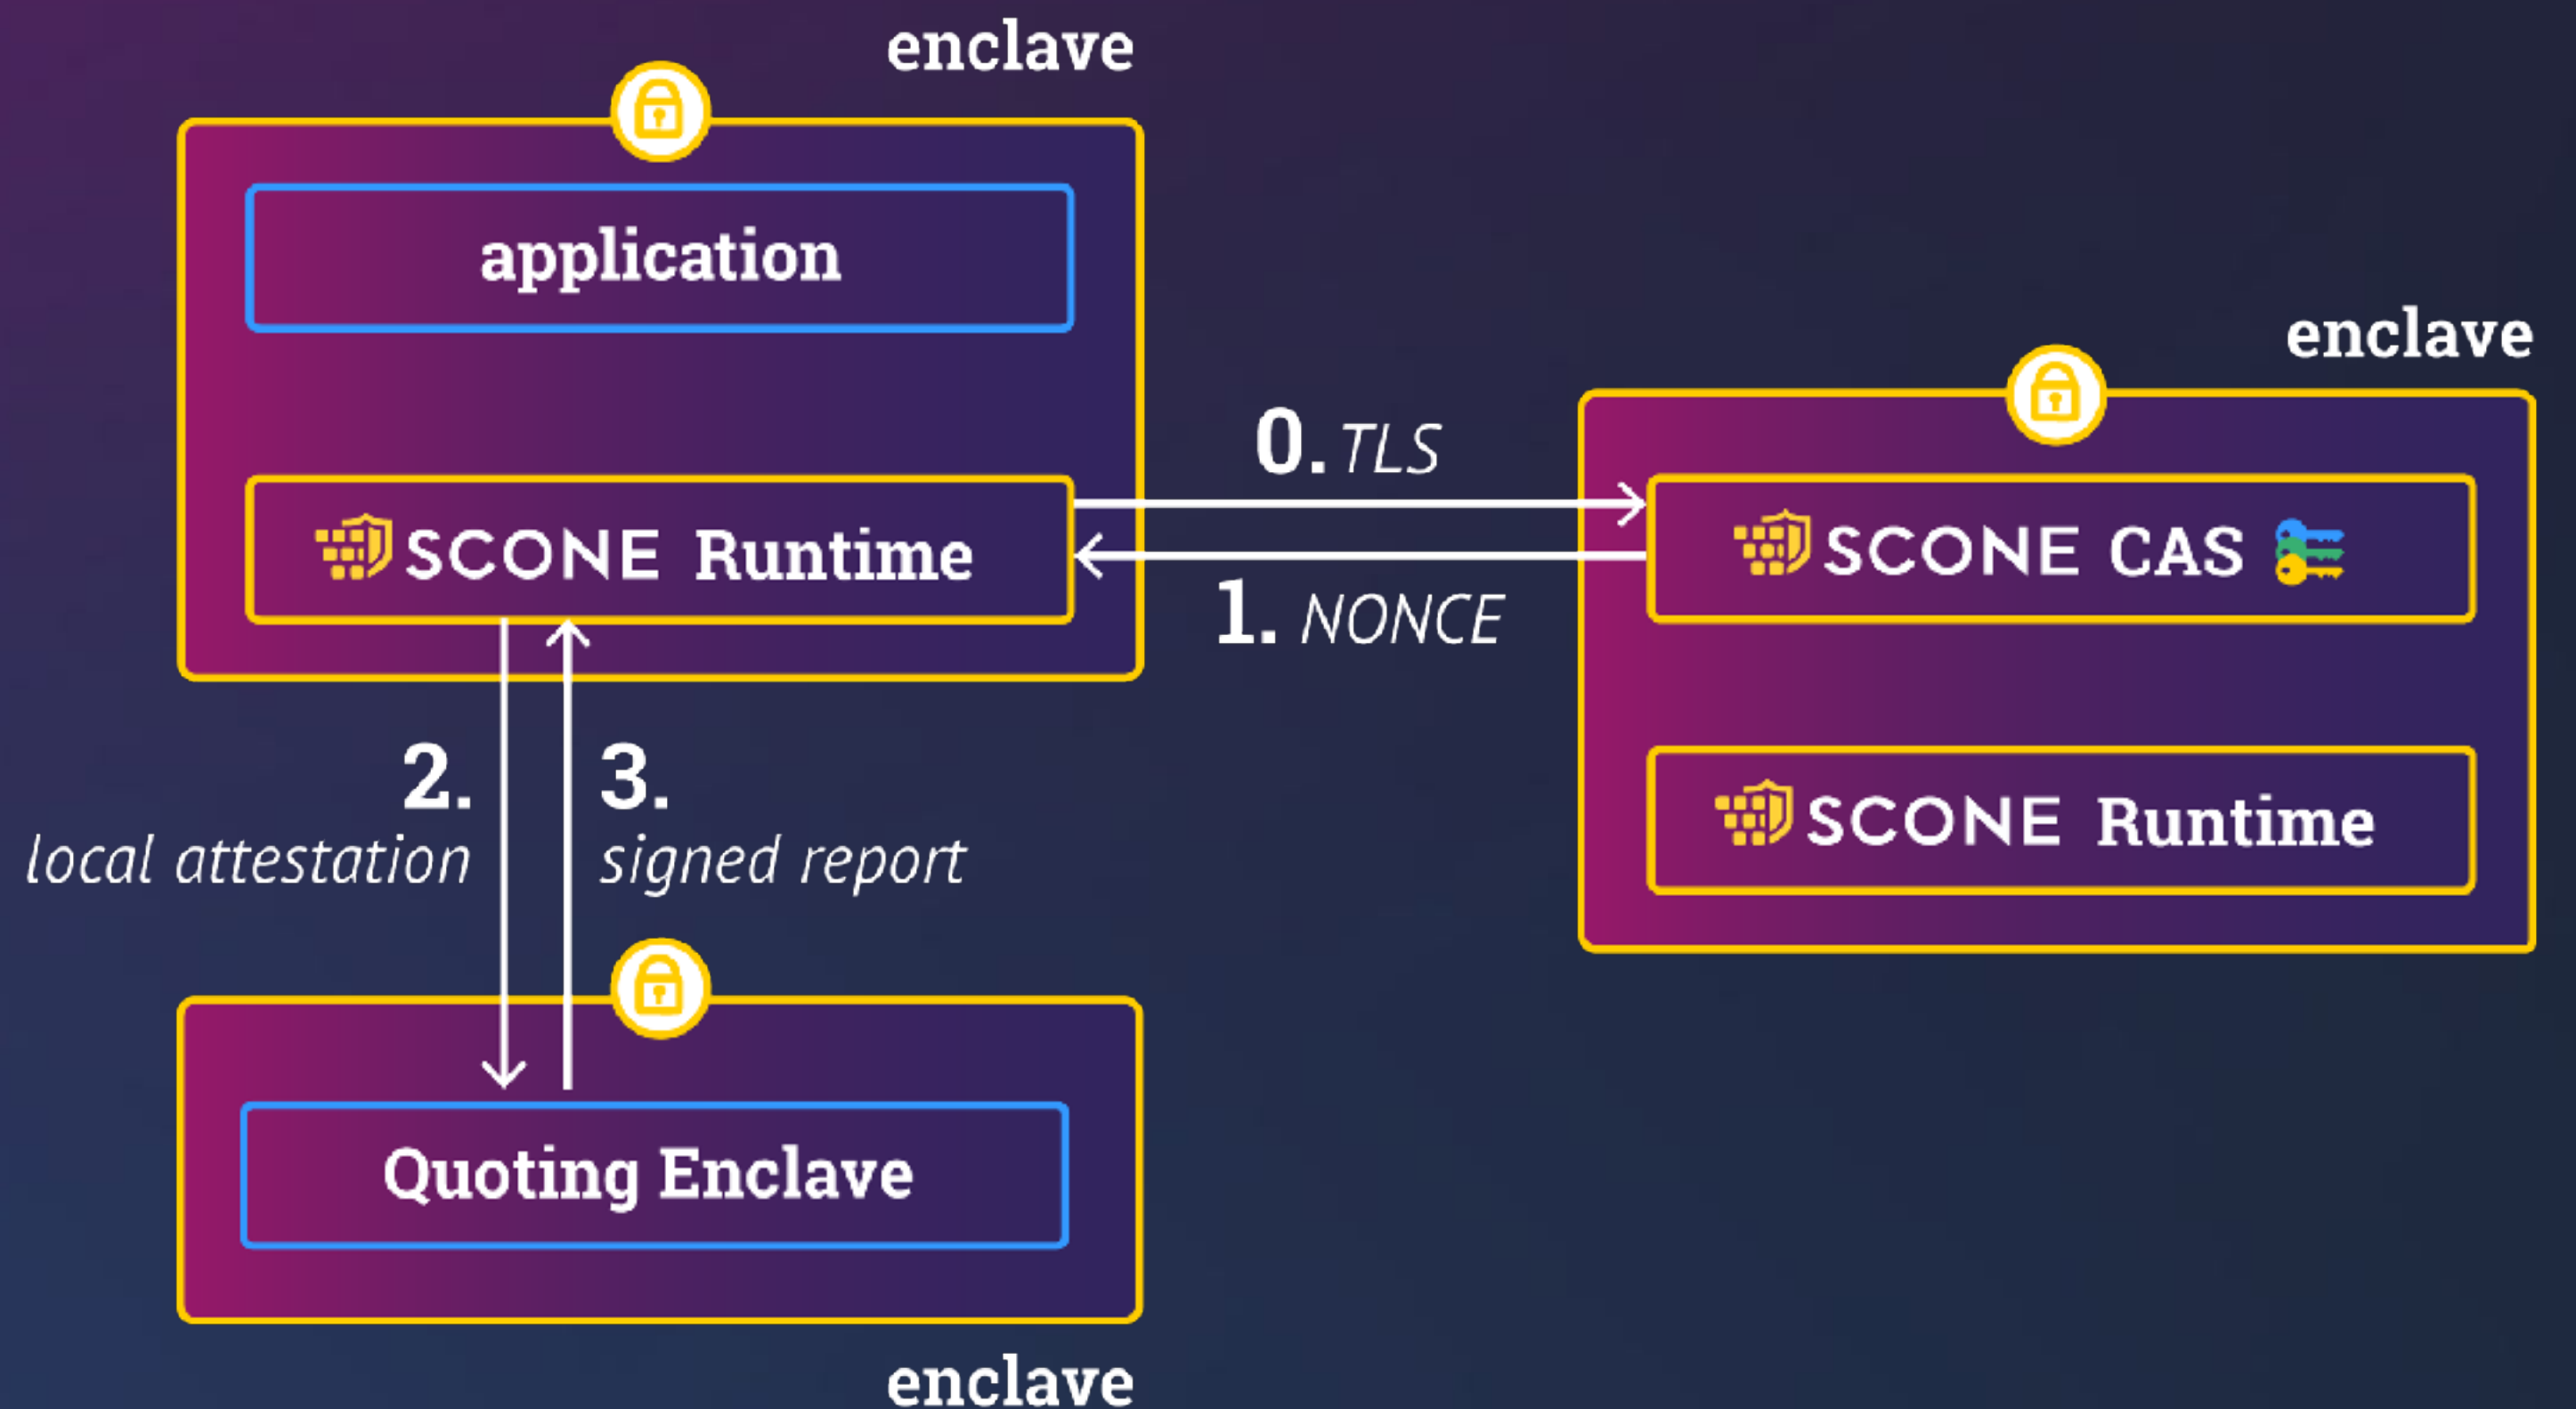 enclave
application
SCONE Runtime
0. TLS
1. NONCE
enclave
SCONE CAS
SCONE Runtime
2.
local attestation
3.
signed report
Quoting Enclave
enclave